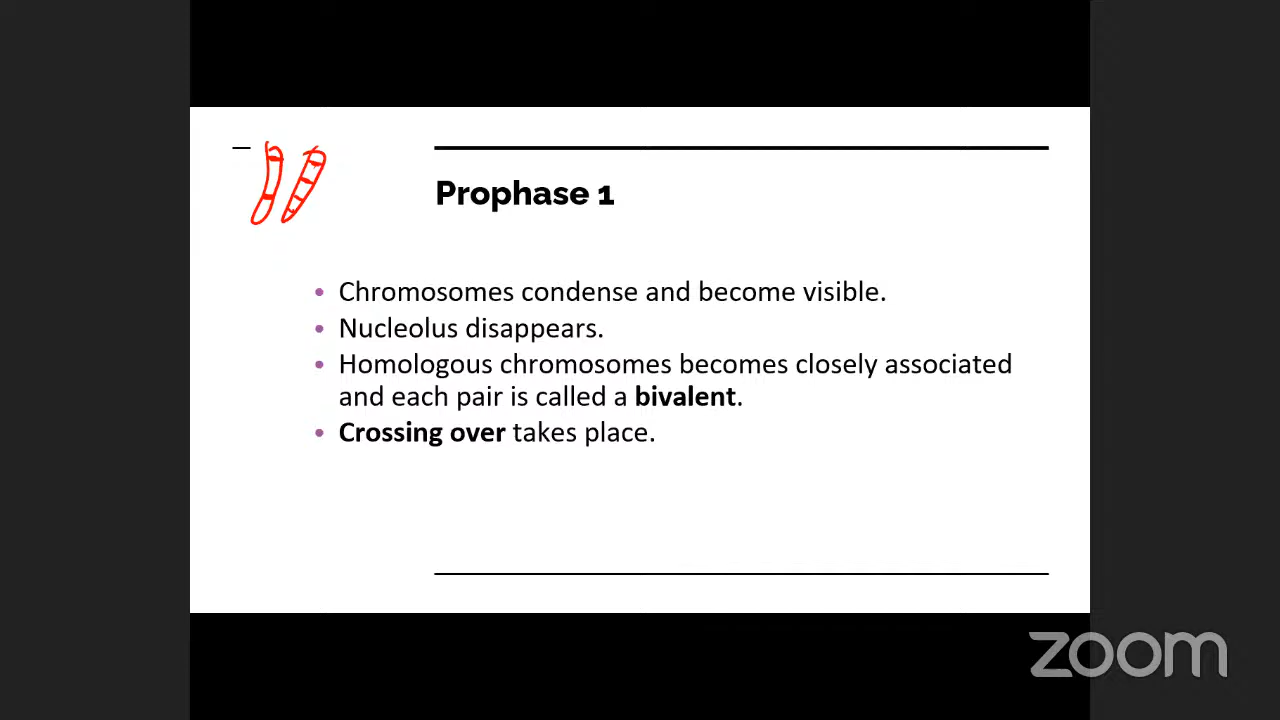 Prophase 1
• Chromosomes condense and become visible.
• Nucleolus disappears.
• Homologous chromosomes becomes closely associated
and each pair is called a bivalent.
• Crossing over takes place.
zoom